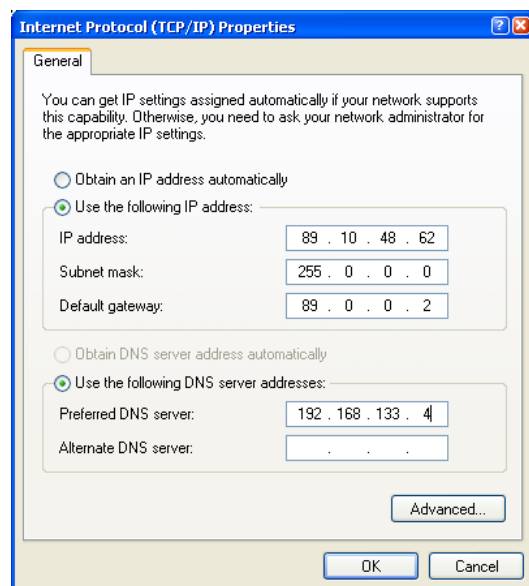 Internet Protocol (TCP/IP) Properties
General
You can get IP settings assigned automatically if your network supports
this capability. Otherwise, you need to ask your network administrator for
the appropriate IP settings.
Obtain an IP address automatically
Use the following IP address:
IP address: 89 . 10 . 48 . 62
Subnet mask: 255 . 0 . 0 . 0
Default gateway: 89 . 0 . 0 . 2
Obtain DNS server address automatically
Use the following DNS server addresses:
Preferred DNS server: 192 . 168 . 133 . 4
Alternate DNS server: . . .
Advanced...
OK Cancel